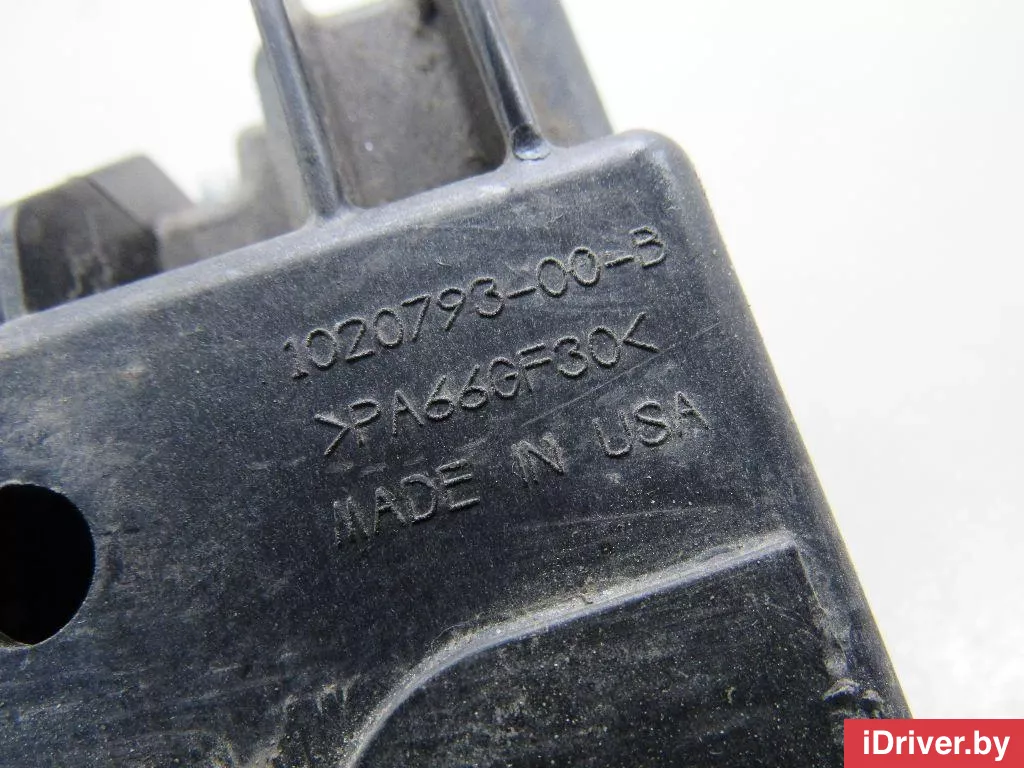 1020793-00-B
>PA66GF30<
MADE IN USA
iDriver.by